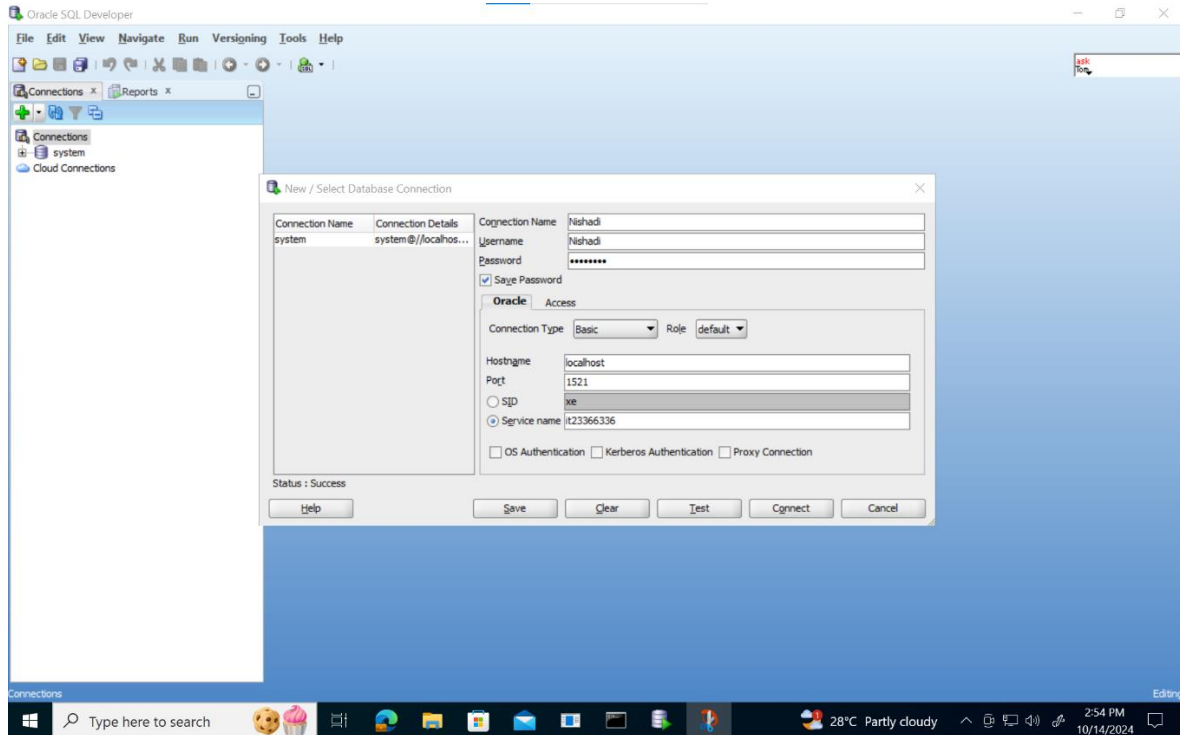 Oracle SQL Developer
File Edit View Navigate Run Versioning Tools Help
SQL
ask
Tom
Connections x Reports x
Connections
system
Cloud Connections
New / Select Database Connection
Connection Name Connection Details
system system@//localhos...
Connection Name Nishadi
Username Nishadi
Password ••••••••
Save Password
Oracle Access
Connection Type Basic Role default
Hostname localhost
Port 1521
SID xe
Service name it23366336
OS Authentication Kerberos Authentication Proxy Connection
Status : Success
Help Save Clear Test Connect Cancel
Connections Editing
Type here to search 28°C Partly cloudy 2:54 PM
10/14/2024